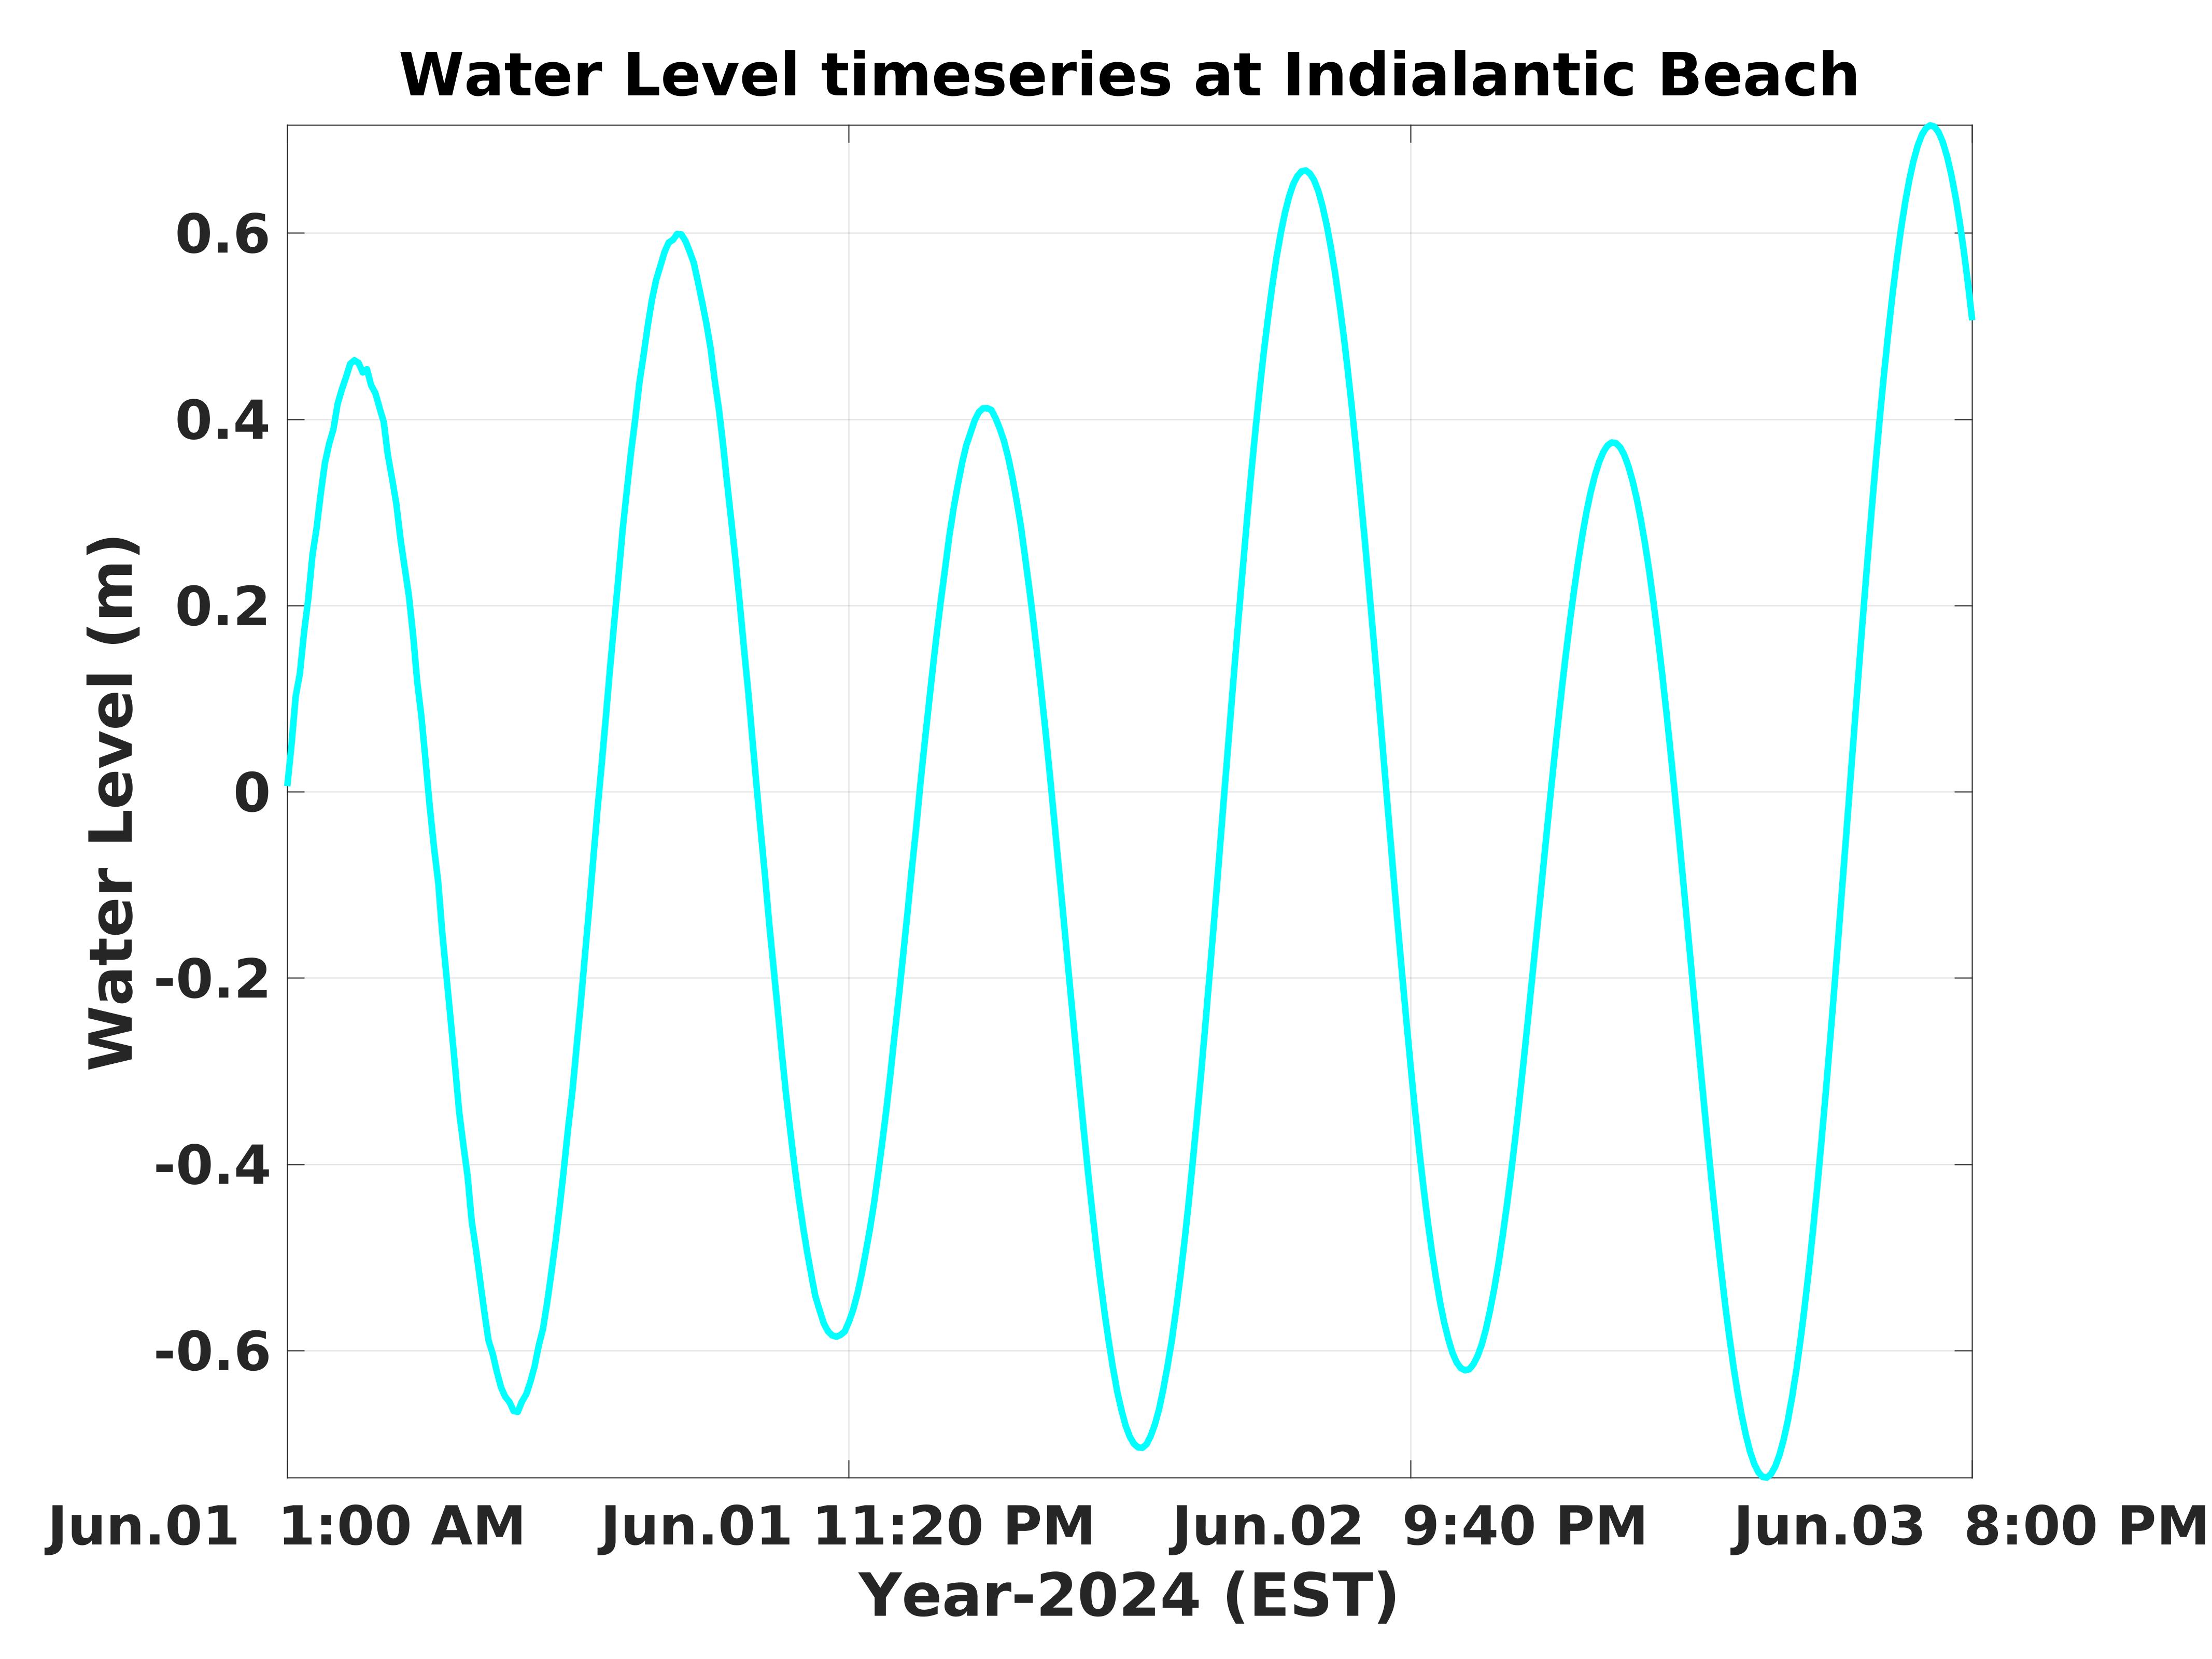 Water Level timeseries at Indialantic Beach
0.6
0.4
0.2
0
-0.2
-0.4
-0.6
Water Level (m)
Jun.01 1:00 AM Jun.01 11:20 PM Jun.02 9:40 PM Jun.03 8:00 PM
Year-2024 (EST)